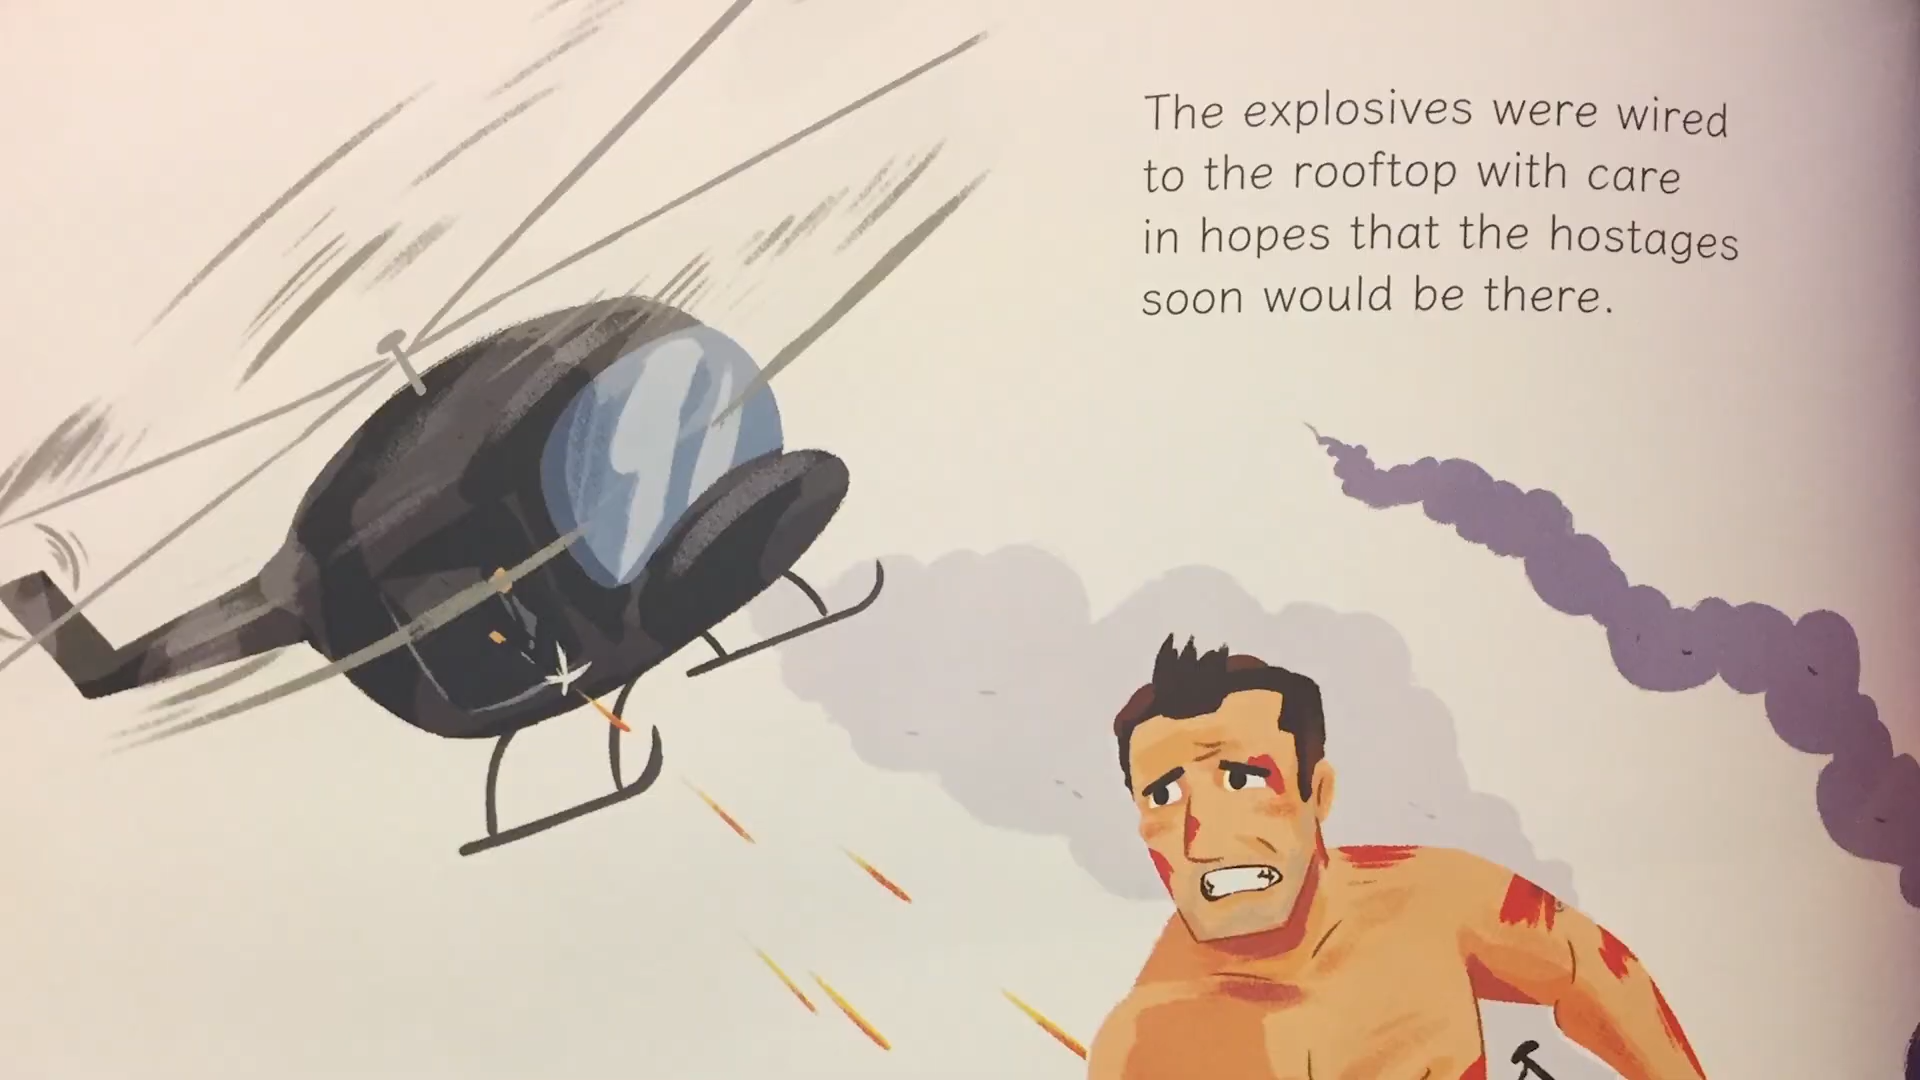 The explosives were wired
to the rooftop with care
in hopes that the hostages
soon would be there.